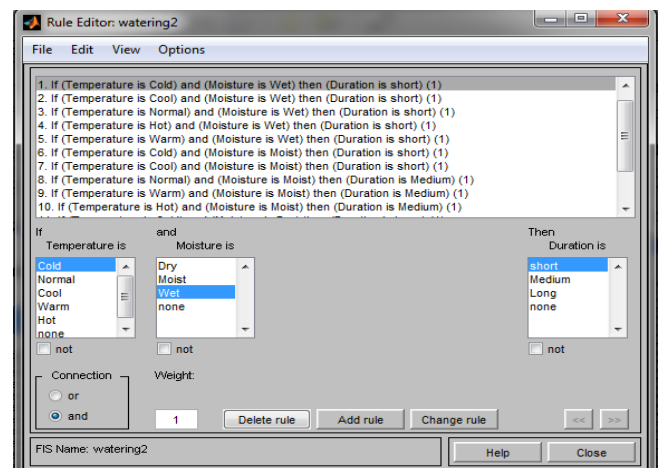 Rule Editor: watering2
File Edit View Options
1. If (Temperature is Cold) and (Moisture is Wet) then (Duration is short) (1)
2. If (Temperature is Cool) and (Moisture is Wet) then (Duration is short) (1)
3. If (Temperature is Normal) and (Moisture is Wet) then (Duration is short) (1)
4. If (Temperature is Hot) and (Moisture is Wet) then (Duration is short) (1)
5. If (Temperature is Warm) and (Moisture is Wet) then (Duration is short) (1)
6. If (Temperature is Cold) and (Moisture is Moist) then (Duration is short) (1)
7. If (Temperature is Cool) and (Moisture is Moist) then (Duration is short) (1)
8. If (Temperature is Normal) and (Moisture is Moist) then (Duration is Medium) (1)
9. If (Temperature is Warm) and (Moisture is Moist) then (Duration is Medium) (1)
10. If (Temperature is Hot) and (Moisture is Moist) then (Duration is Medium) (1)
If and Then
Temperature is Moisture is Duration is
Cold Dry short
Normal Moist Medium
Cool Wet Long
Warm none none
Hot
none
not not not
Connection Weight:
or
and 1 Delete rule Add rule Change rule << >>
FIS Name: watering2 Help Close